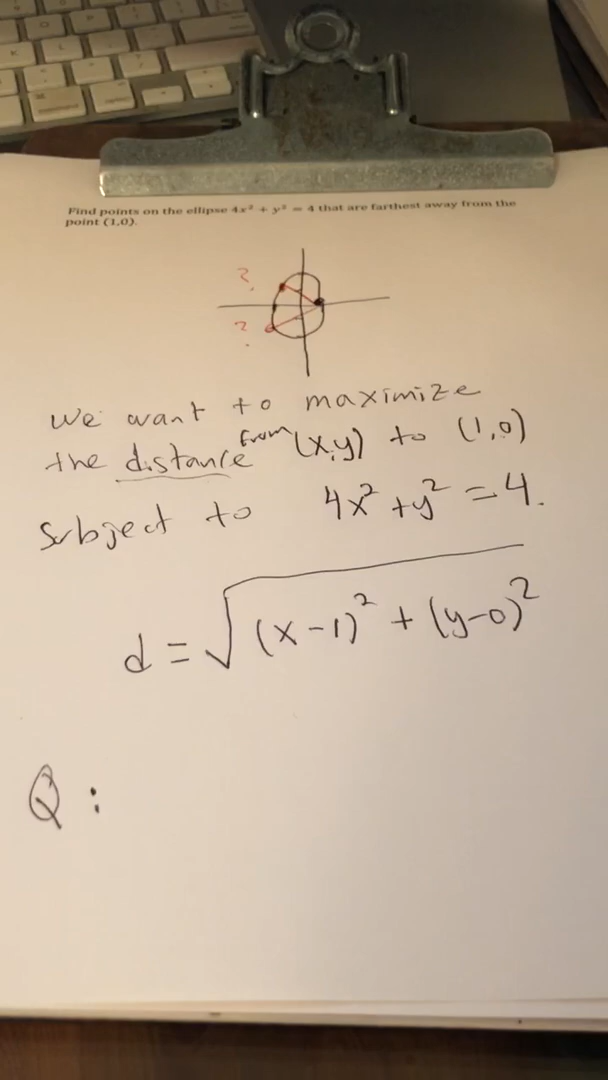 Find points on the ellipse 4x² + y² = 4 that are farthest away from the
point (1,0).
?
?
We want to maximize
the distance from (x,y) to (1,0)
subject to 4x² + y² = 4.
d = √(x-1)² + (y-0)²
Q: